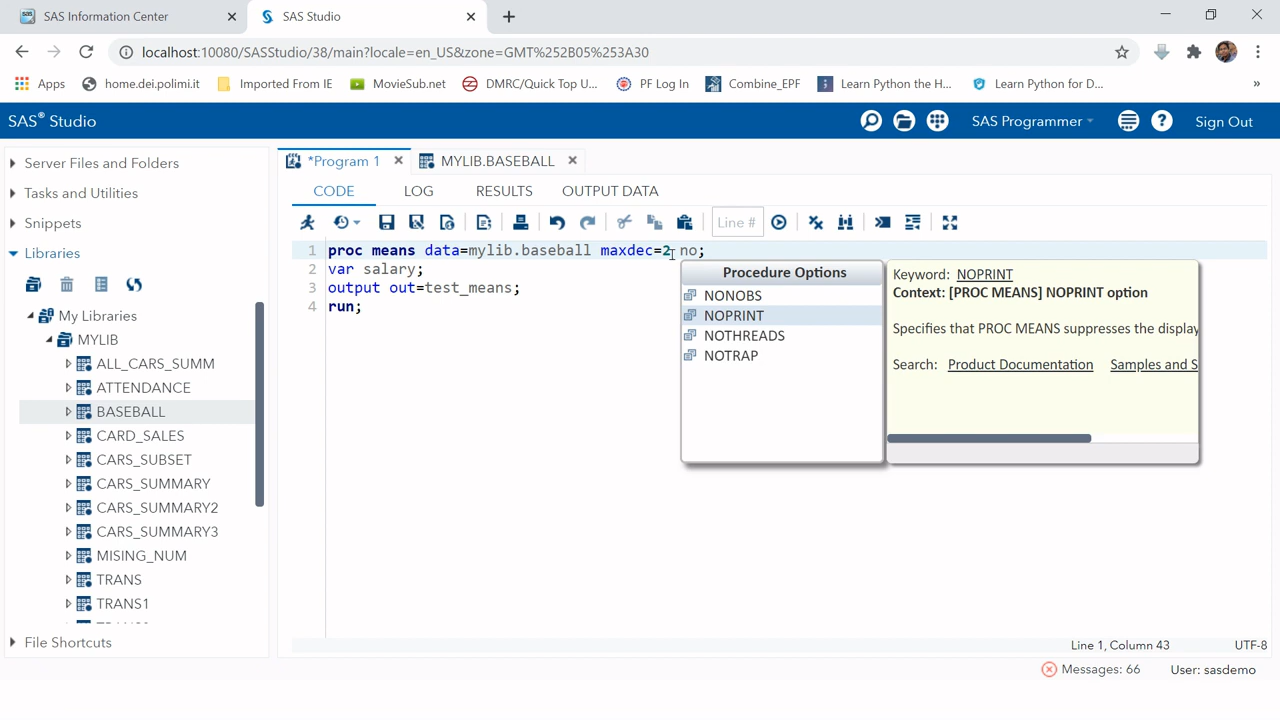 SAS Information Center
SAS Studio
localhost:10080/SASStudio/38/main?locale=en_US&zone=GMT%252B05%253A30
Apps home.dei.polimi.it Imported From IE MovieSub.net DMRC/Quick Top U... PF Log In Combine_EPF Learn Python the H... Learn Python for D... »
SAS® Studio SAS Programmer Sign Out
Server Files and Folders
Tasks and Utilities
Snippets
Libraries
My Libraries
MYLIB
ALL_CARS_SUMM
ATTENDANCE
BASEBALL
CARD_SALES
CARS_SUBSET
CARS_SUMMARY
CARS_SUMMARY2
CARS_SUMMARY3
MISING_NUM
TRANS
TRANS1
File Shortcuts
*Program 1 MYLIB.BASEBALL
CODE LOG RESULTS OUTPUT DATA
Line #
1 proc means data=mylib.baseball maxdec=2 no;
2 var salary;
3 output out=test_means;
4 run;
Procedure Options
NONOBS
NOPRINT
NOTHREADS
NOTRAP
Keyword: NOPRINT
Context: [PROC MEANS] NOPRINT option
Specifies that PROC MEANS suppresses the display
Search: Product Documentation Samples and S
Line 1, Column 43 UTF-8
Messages: 66 User: sasdemo